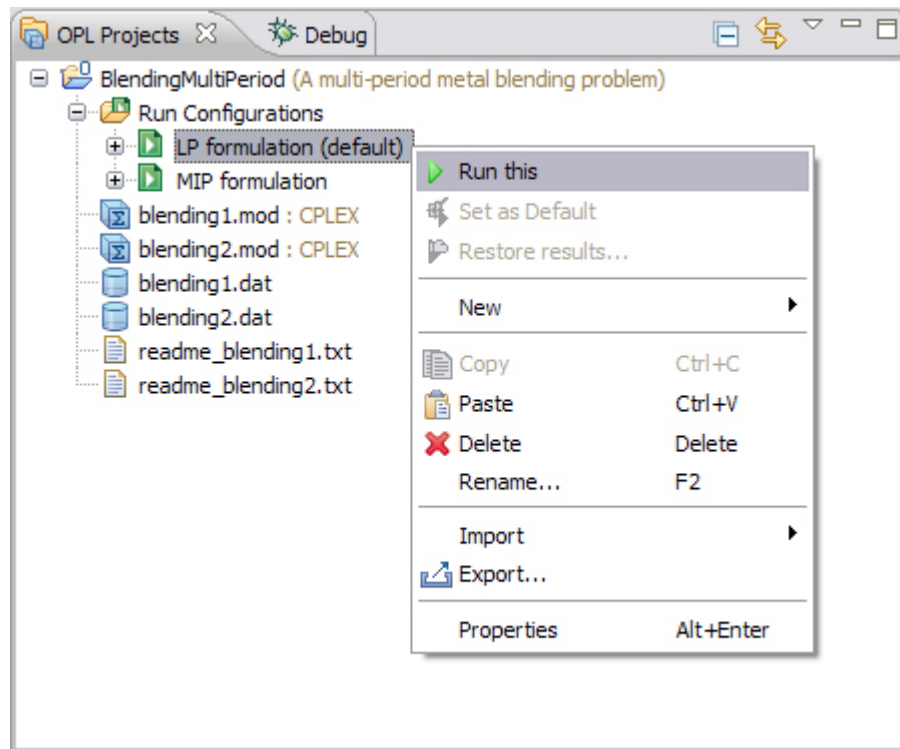 OPL Projects Debug
BlendingMultiPeriod (A multi-period metal blending problem)
Run Configurations
LP formulation (default)
MIP formulation
blending1.mod : CPLEX
blending2.mod : CPLEX
blending1.dat
blending2.dat
readme_blending1.txt
readme_blending2.txt
Run this
Set as Default
Restore results...
New
Copy Ctrl+C
Paste Ctrl+V
Delete Delete
Rename... F2
Import
Export...
Properties Alt+Enter